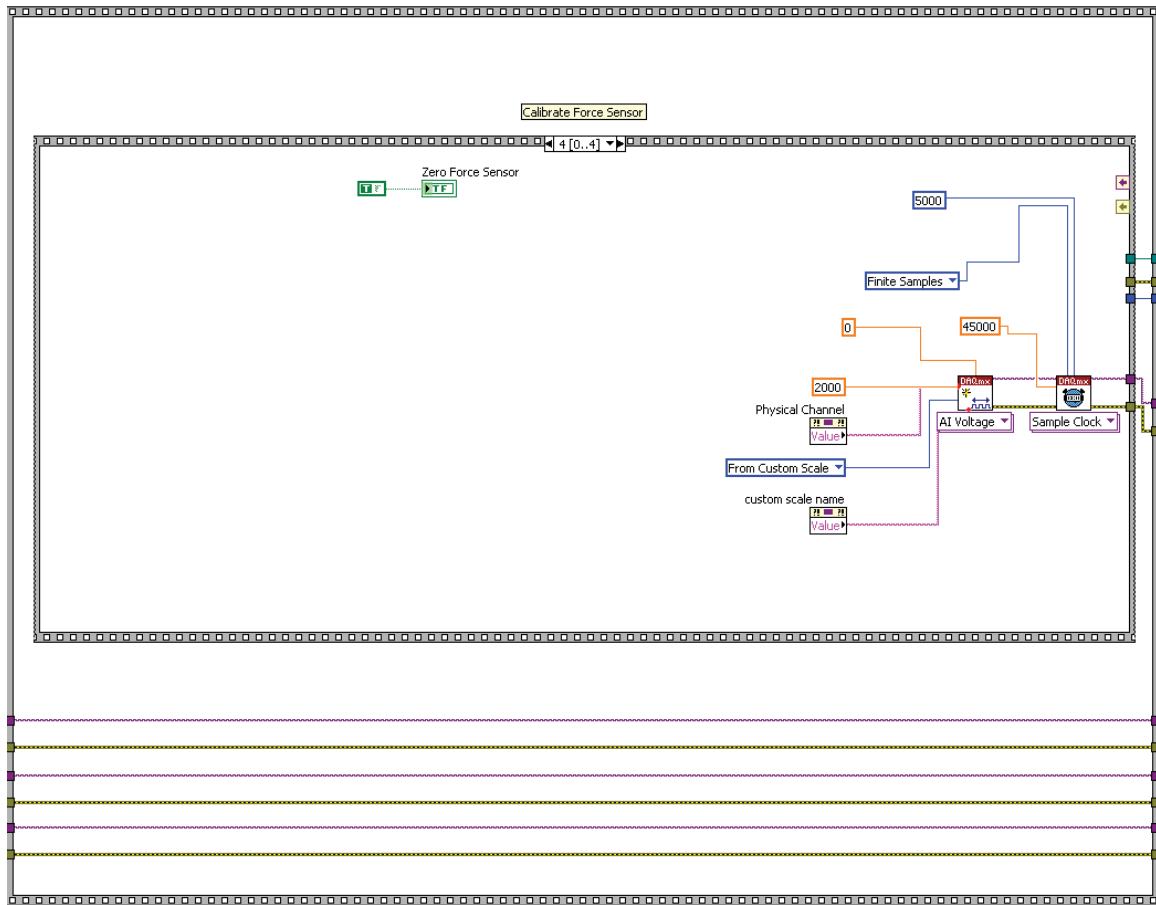 Calibrate Force Sensor
4 [0..4]
Zero Force Sensor
T F
TF
5000
Finite Samples
0
45000
2000
DAQmx
DAQmx
Physical Channel
Value
AI Voltage
Sample Clock
From Custom Scale
custom scale name
Value